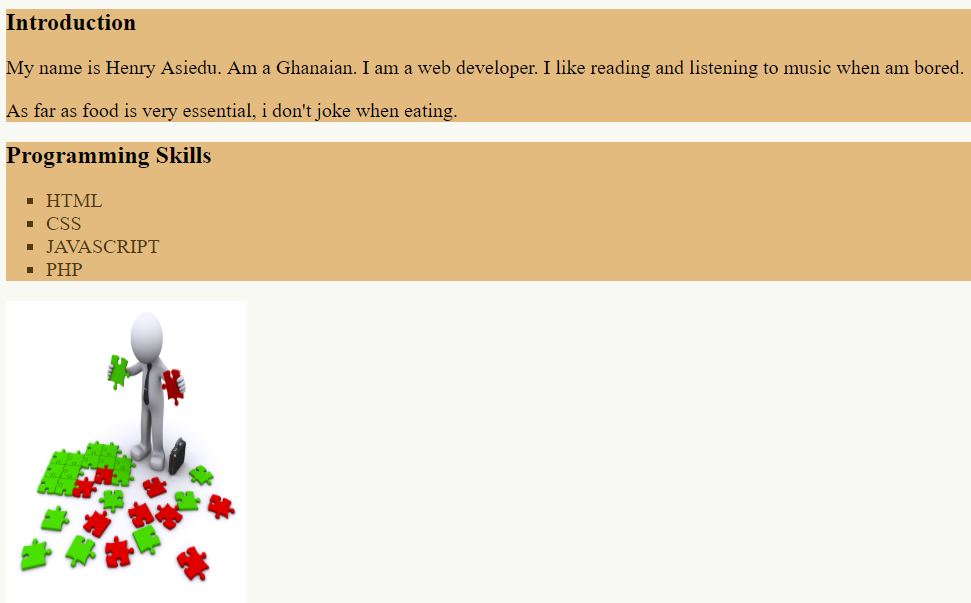 Introduction
My name is Henry Asiedu. Am a Ghanaian. I am a web developer. I like reading and listening to music when am bored.
As far as food is very essential, i don't joke when eating.
Programming Skills
HTML
CSS
JAVASCRIPT
PHP